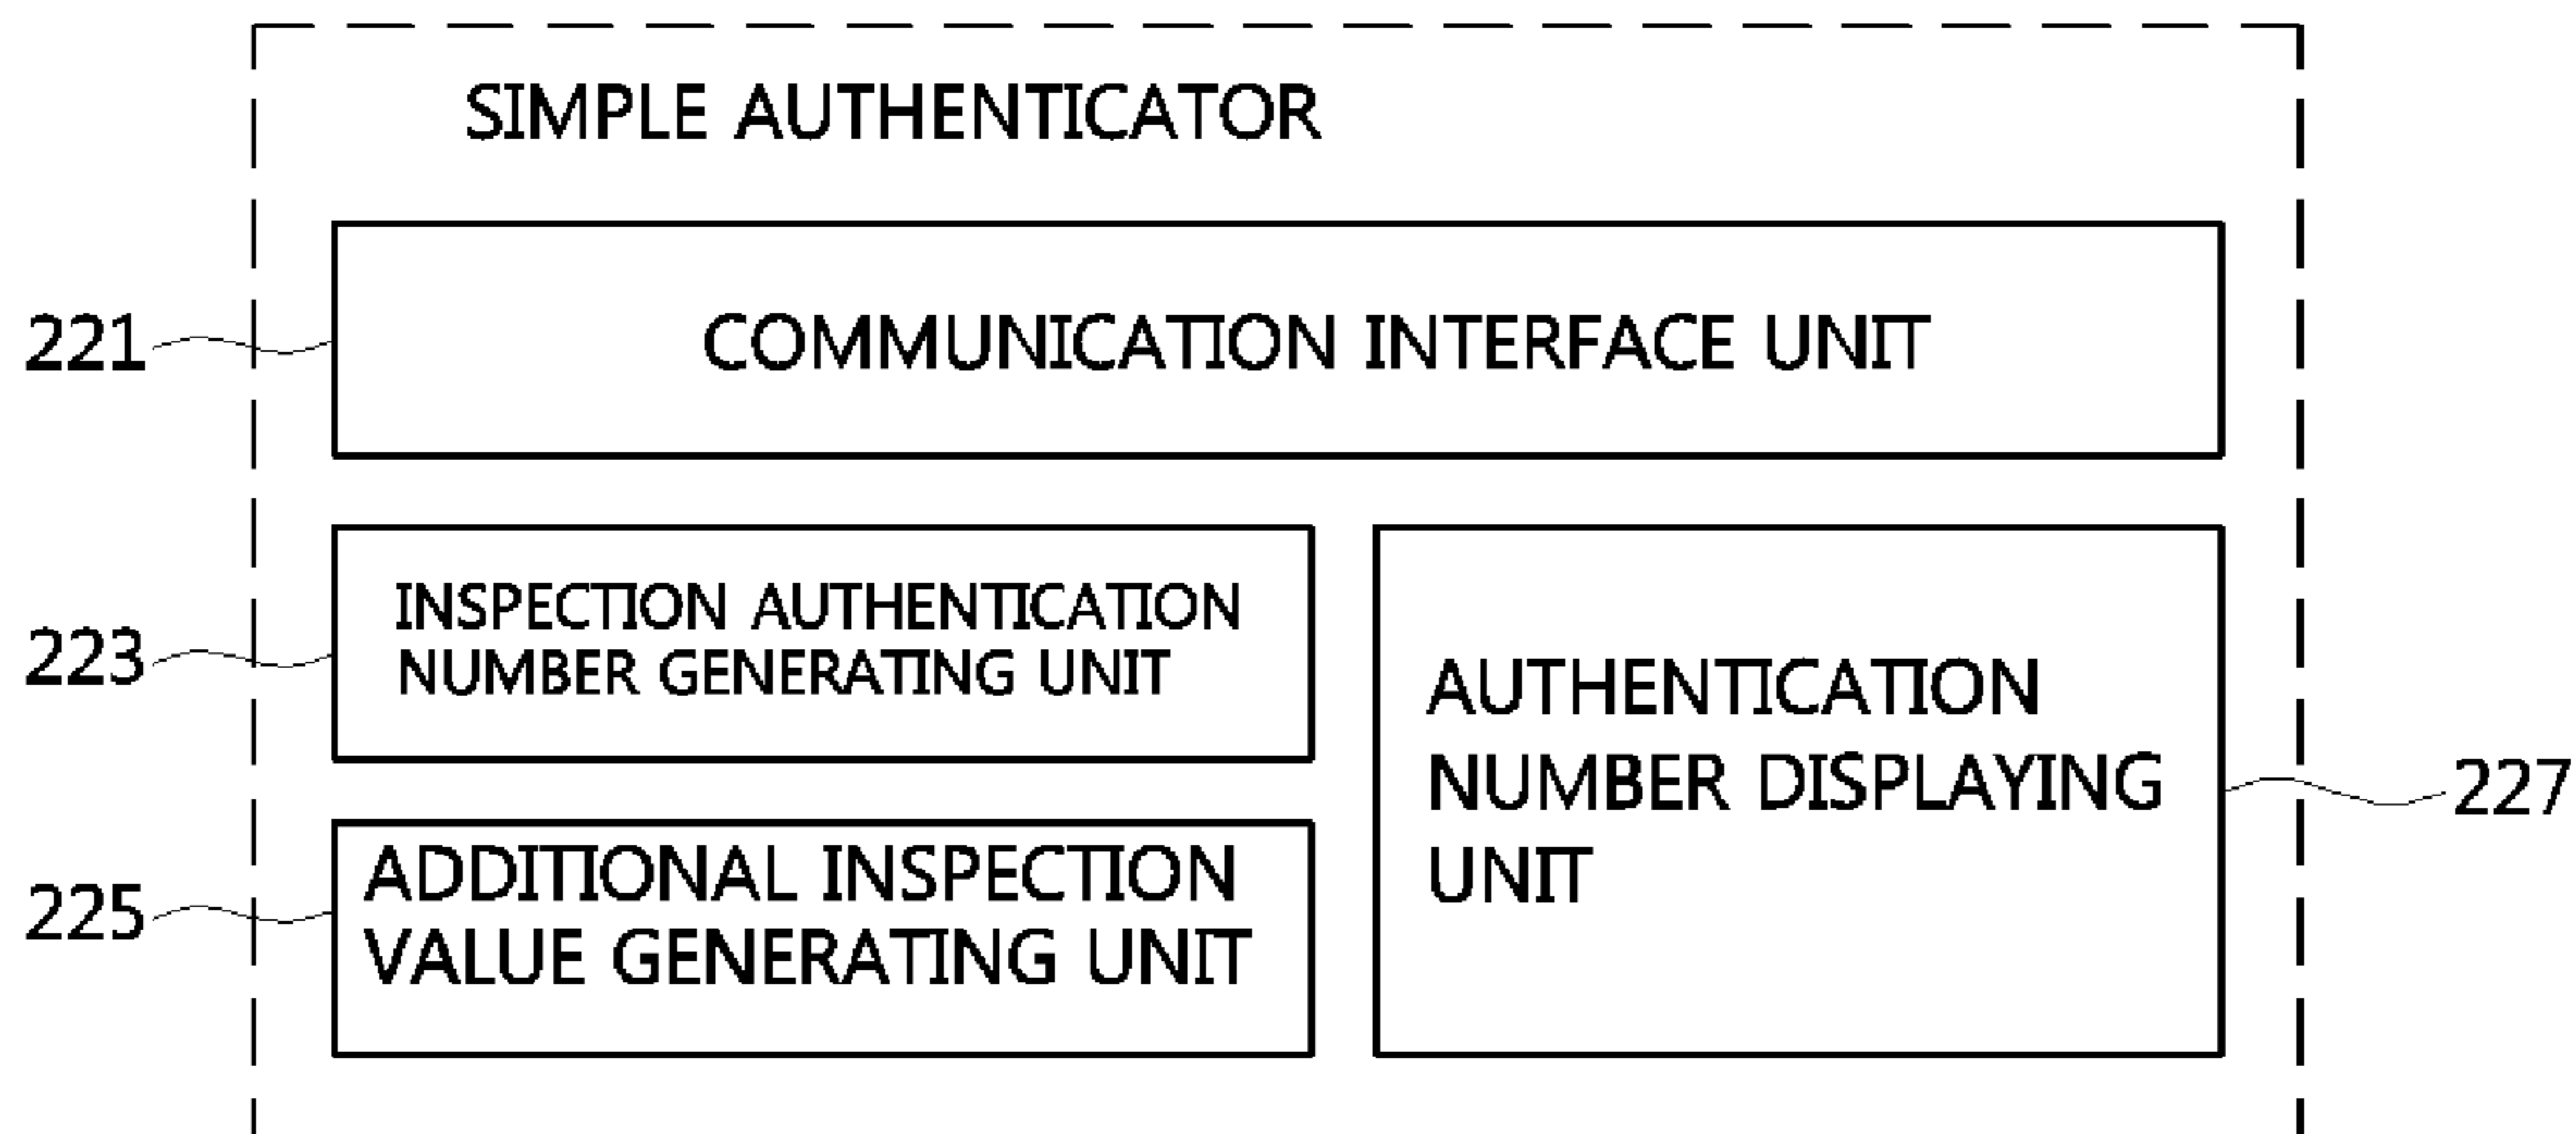 SIMPLE AUTHENTICATOR
221
COMMUNICATION INTERFACE UNIT
223
INSPECTION AUTHENTICATION
NUMBER GENERATING UNIT
225
ADDITIONAL INSPECTION
VALUE GENERATING UNIT
AUTHENTICATION
NUMBER DISPLAYING
UNIT
227